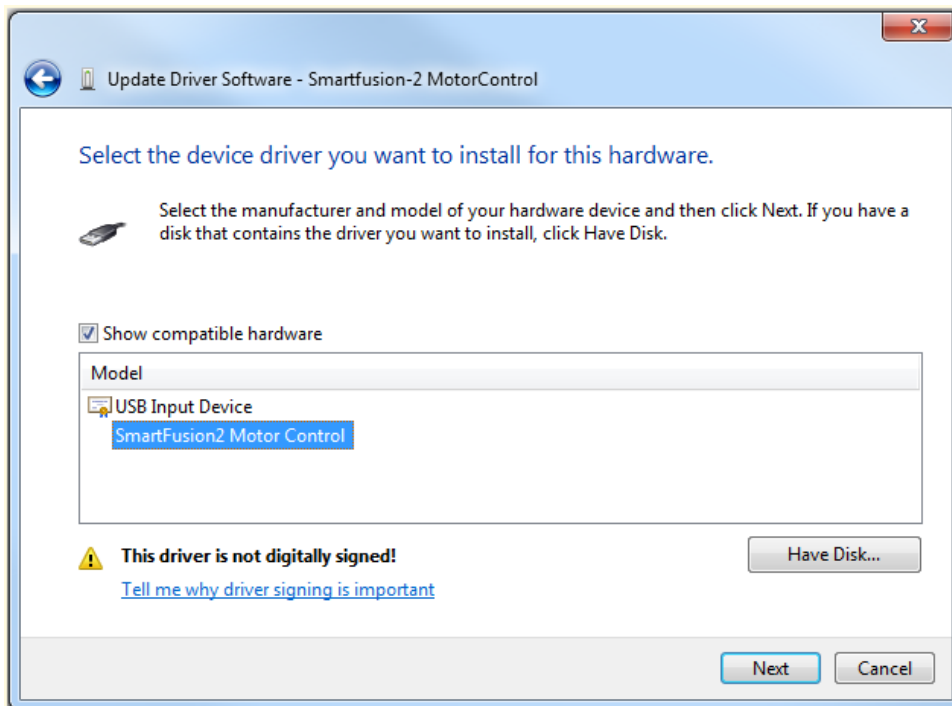 Update Driver Software - Smartfusion-2 MotorControl
Select the device driver you want to install for this hardware.
Select the manufacturer and model of your hardware device and then click Next. If you have a
disk that contains the driver you want to install, click Have Disk.
Show compatible hardware
Model
USB Input Device
SmartFusion2 Motor Control
This driver is not digitally signed!
Have Disk...
Tell me why driver signing is important
Next
Cancel